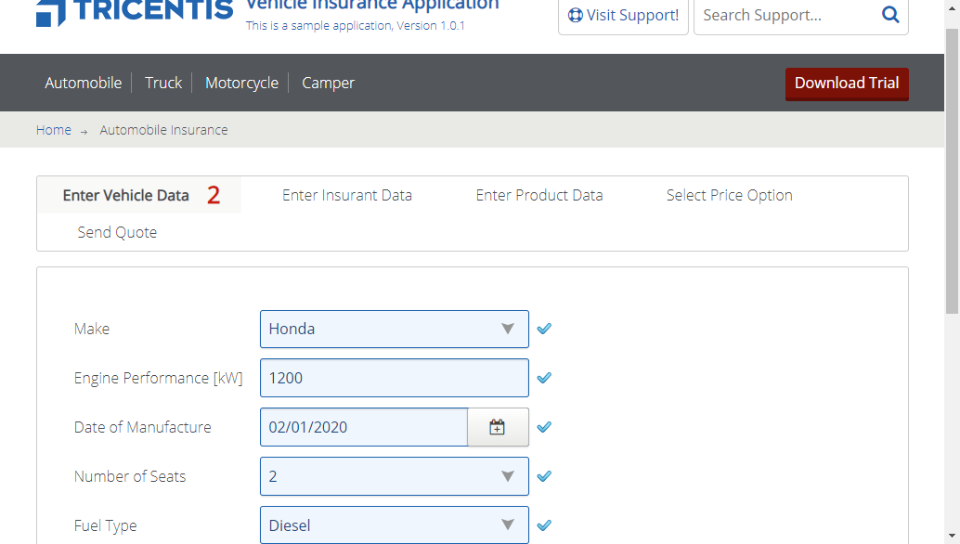 TRICENTIS Vehicle Insurance Application
This is a sample application, Version 1.0.1
Visit Support! Search Support...
Automobile Truck Motorcycle Camper Download Trial
Home → Automobile Insurance
Enter Vehicle Data 2 Enter Insurant Data Enter Product Data Select Price Option
Send Quote
Make Honda
Engine Performance [kW] 1200
Date of Manufacture 02/01/2020
Number of Seats 2
Fuel Type Diesel